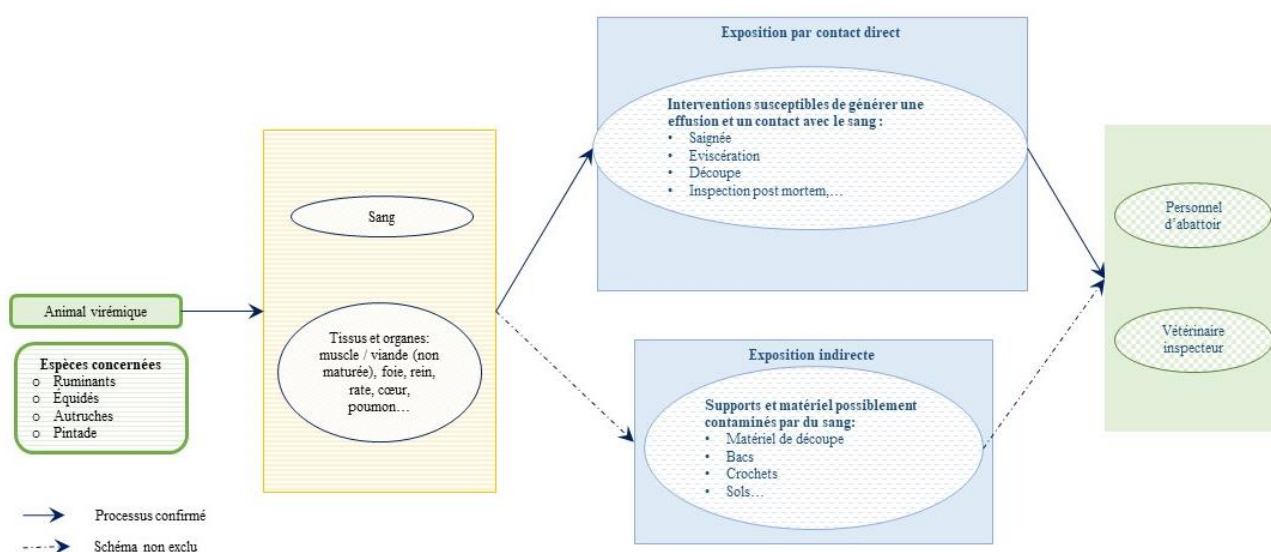 Animal virémique
Espèces concernées
o Ruminants
o Équidés
o Autruches
o Pintade
Sang
Tissus et organes:
muscle / viande (non
maturée), foie, rein,
rate, cœur,
poumon…
Exposition par contact direct
Interventions susceptibles de générer une
effusion et un contact avec le sang :
• Saignée
• Eviscération
• Découpe
• Inspection post mortem,…
Exposition indirecte
Supports et matériel possiblement
contaminés par du sang:
• Matériel de découpe
• Bacs
• Crochets
• Sols…
Personnel
d’abattoir
Vétérinaire
inspecteur
Processus confirmé
Schéma non exclu